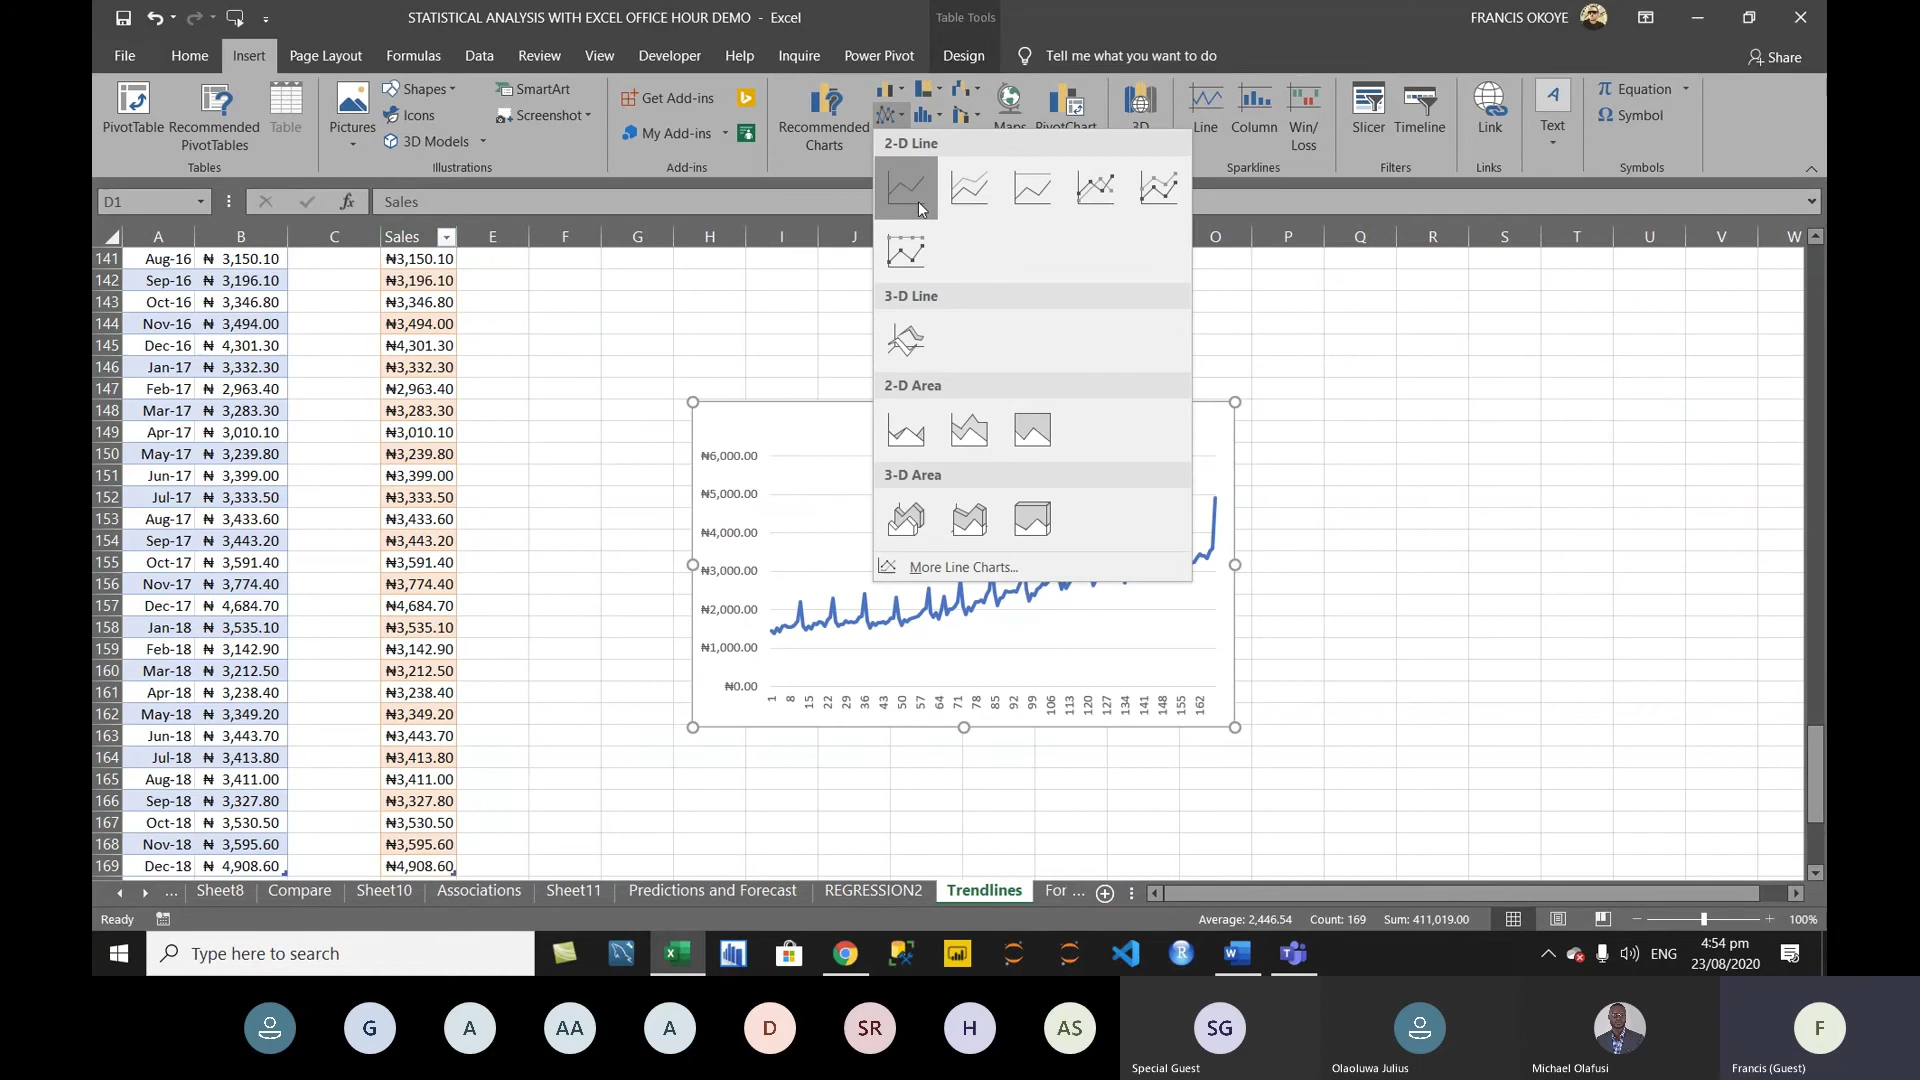 STATISTICAL ANALYSIS WITH EXCEL OFFICE HOUR DEMO - Excel
Table Tools
FRANCIS OKOYE
File Home Insert Page Layout Formulas Data Review View Developer Help Inquire Power Pivot Design Tell me what you want to do Share
PivotTable Recommended PivotTables Table
Tables
Pictures Shapes Icons 3D Models SmartArt Screenshot
Illustrations
Get Add-ins
My Add-ins
Add-ins
Recommended Charts
Maps PivotChart 3D
Line Column Win/Loss
Sparklines
Slicer Timeline
Filters
Link
Links
Text
Equation
Symbol
Symbols
D1 fx Sales
2-D Line
3-D Line
2-D Area
3-D Area
More Line Charts...
A B C Sales E F G H I J O P Q R S T U V W
141 Aug-16 ₦ 3,150.10 ₦3,150.10
142 Sep-16 ₦ 3,196.10 ₦3,196.10
143 Oct-16 ₦ 3,346.80 ₦3,346.80
144 Nov-16 ₦ 3,494.00 ₦3,494.00
145 Dec-16 ₦ 4,301.30 ₦4,301.30
146 Jan-17 ₦ 3,332.30 ₦3,332.30
147 Feb-17 ₦ 2,963.40 ₦2,963.40
148 Mar-17 ₦ 3,283.30 ₦3,283.30
149 Apr-17 ₦ 3,010.10 ₦3,010.10
150 May-17 ₦ 3,239.80 ₦3,239.80
151 Jun-17 ₦ 3,399.00 ₦3,399.00
152 Jul-17 ₦ 3,333.50 ₦3,333.50
153 Aug-17 ₦ 3,433.60 ₦3,433.60
154 Sep-17 ₦ 3,443.20 ₦3,443.20
155 Oct-17 ₦ 3,591.40 ₦3,591.40
156 Nov-17 ₦ 3,774.40 ₦3,774.40
157 Dec-17 ₦ 4,684.70 ₦4,684.70
158 Jan-18 ₦ 3,535.10 ₦3,535.10
159 Feb-18 ₦ 3,142.90 ₦3,142.90
160 Mar-18 ₦ 3,212.50 ₦3,212.50
161 Apr-18 ₦ 3,238.40 ₦3,238.40
162 May-18 ₦ 3,349.20 ₦3,349.20
163 Jun-18 ₦ 3,443.70 ₦3,443.70
164 Jul-18 ₦ 3,413.80 ₦3,413.80
165 Aug-18 ₦ 3,411.00 ₦3,411.00
166 Sep-18 ₦ 3,327.80 ₦3,327.80
167 Oct-18 ₦ 3,530.50 ₦3,530.50
168 Nov-18 ₦ 3,595.60 ₦3,595.60
169 Dec-18 ₦ 4,908.60 ₦4,908.60
₦6,000.00
₦5,000.00
₦4,000.00
₦3,000.00
₦2,000.00
₦1,000.00
₦0.00
1 8 15 22 29 36 43 50 57 64 71 78 85 92 99 106 113 120 127 134 141 148 155 162
... Sheet8 Compare Sheet10 Associations Sheet11 Predictions and Forecast REGRESSION2 Trendlines For ...
Ready Average: 2,446.54 Count: 169 Sum: 411,019.00 100%
Type here to search
ENG
4:54 pm
23/08/2020
G A AA A D SR H AS SG F
Special Guest Olaoluwa Julius Michael Olafusi Francis (Guest)